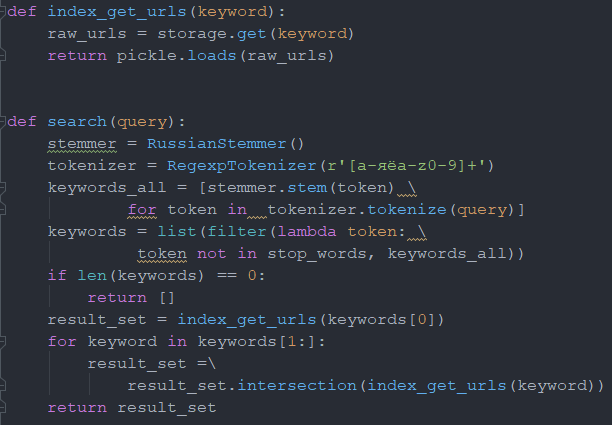 def index_get_urls(keyword):
    raw_urls = storage.get(keyword)
    return pickle.loads(raw_urls)


def search(query):
    stemmer = RussianStemmer()
    tokenizer = RegexpTokenizer(r'[а-яёa-z0-9]+')
    keywords_all = [stemmer.stem(token) \
            for token in  tokenizer.tokenize(query)]
    keywords = list(filter(lambda token: \
             token not in stop_words, keywords_all))
    if len(keywords) == 0:
        return []
    result_set = index_get_urls(keywords[0])
    for keyword in keywords[1:]:
        result_set =\
            result_set.intersection(index_get_urls(keyword))
    return result_set